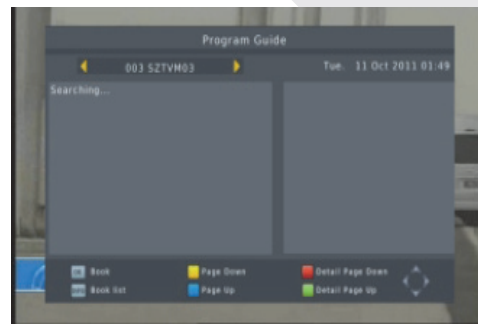 Program Guide
003 SZTVM03
Tue. 11 Oct 2011 01:49
Searching...
OK Book
Page Down
Detail Page Down
Book list
Page Up
Detail Page Up